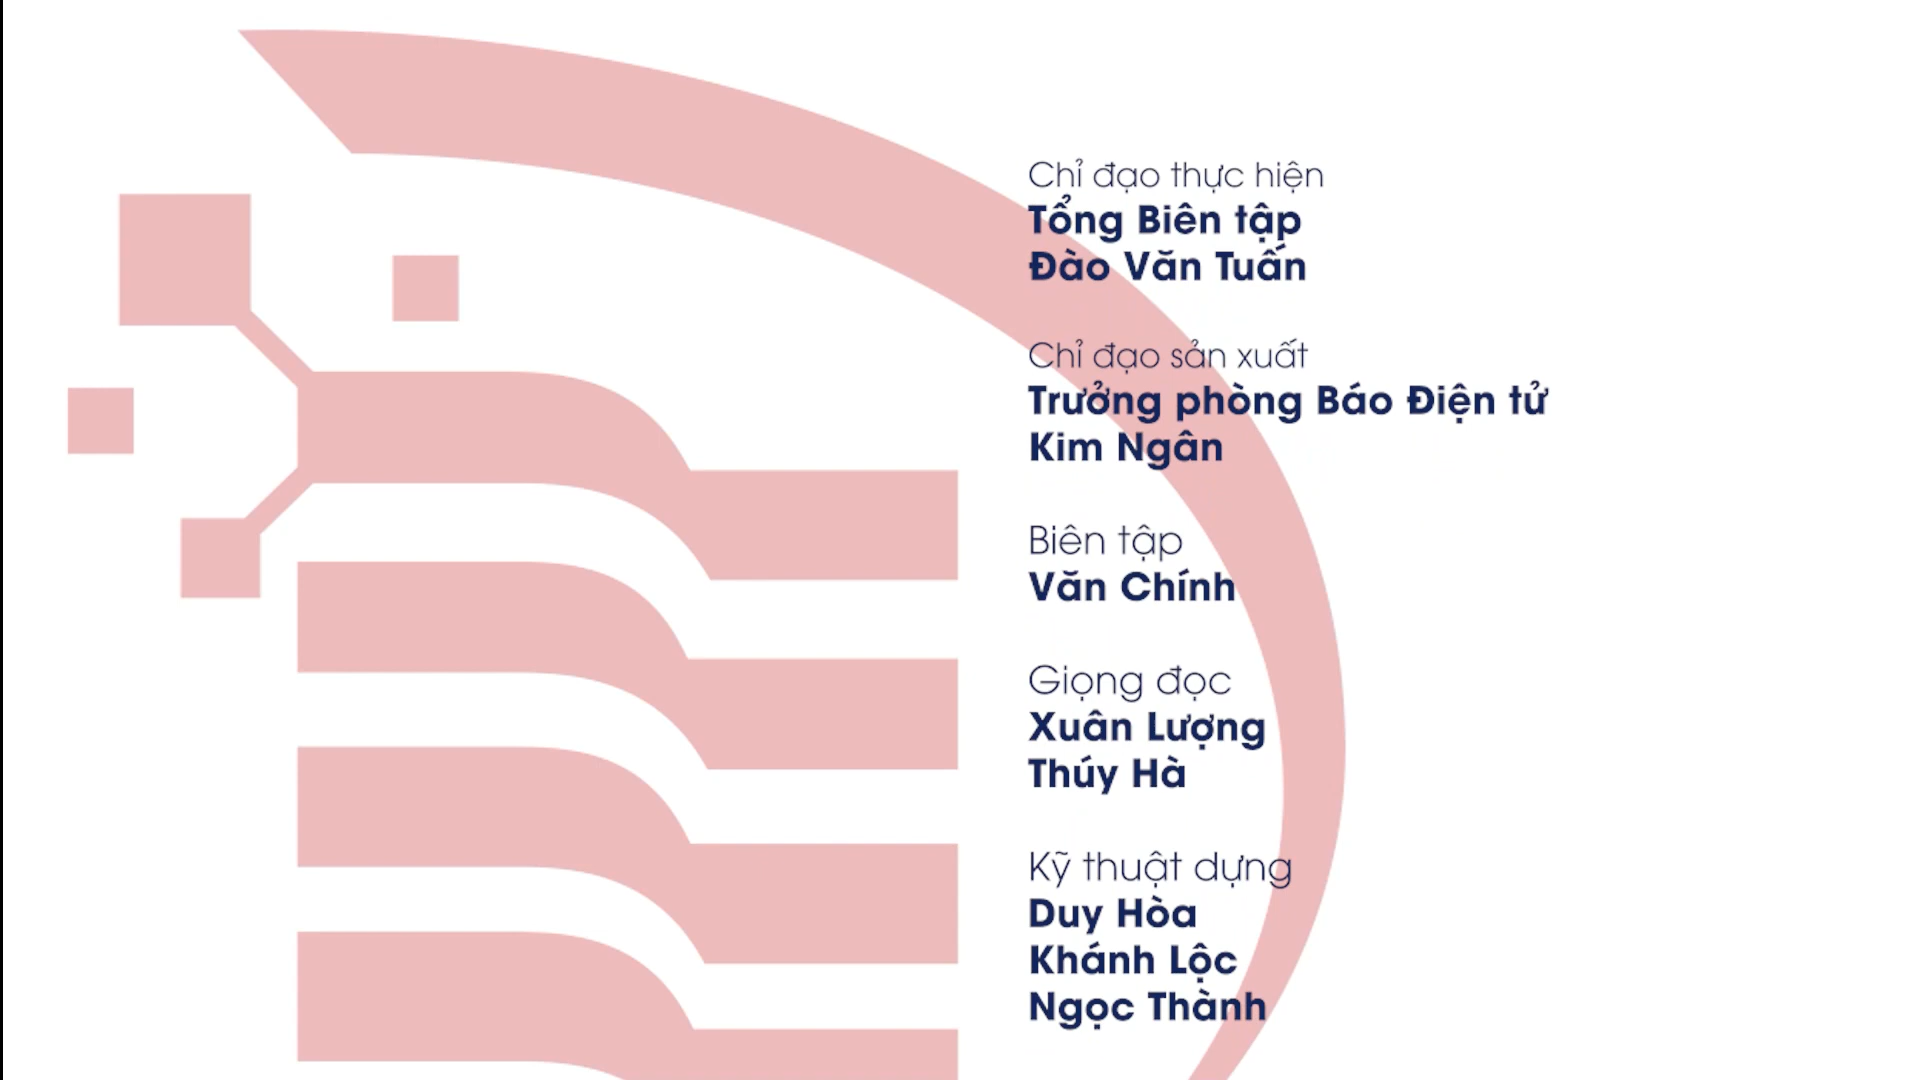 Chỉ đạo thực hiện
Tổng Biên tập
Đào Văn Tuấn
Chỉ đạo sản xuất
Trưởng phòng Báo Điện tử
Kim Ngân
Biên tập
Văn Chính
Giọng đọc
Xuân Lượng
Thúy Hà
Kỹ thuật dựng
Duy Hòa
Khánh Lộc
Ngọc Thành